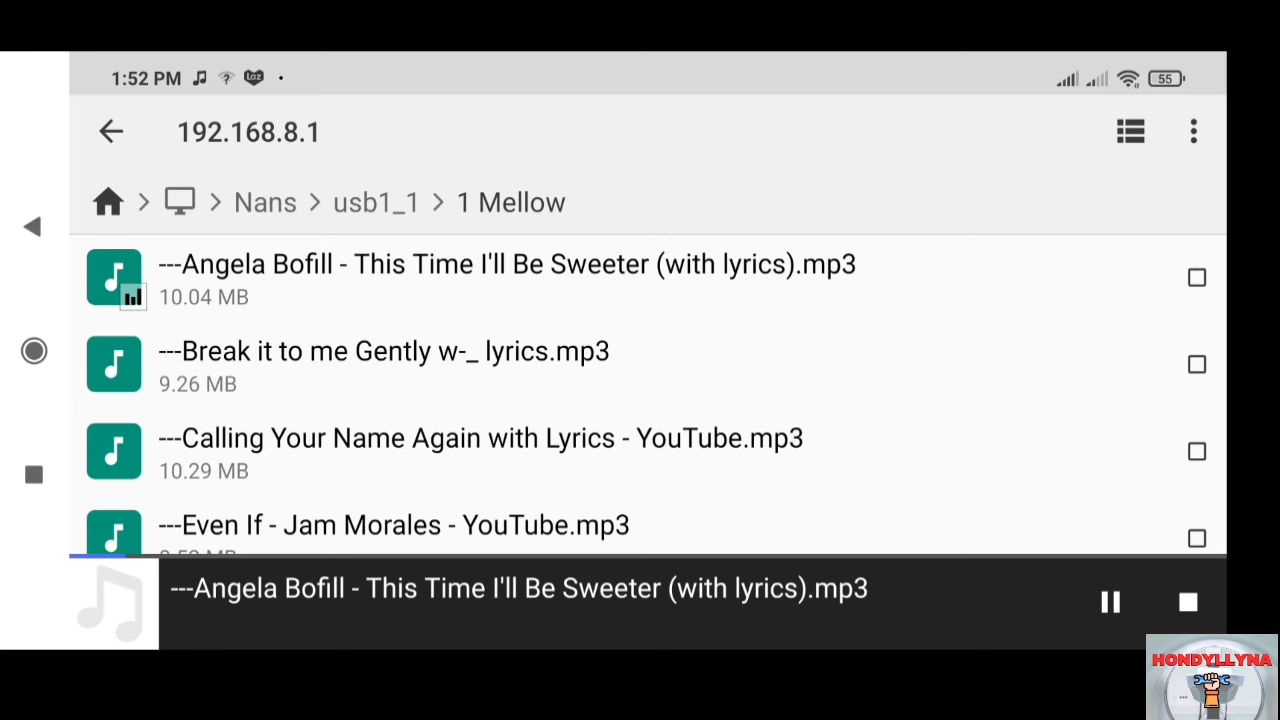 1:52 PM
Laz
55
192.168.8.1
Nans usb1_1 1 Mellow
---Angela Bofill - This Time I'll Be Sweeter (with lyrics).mp3
10.04 MB
---Break it to me Gently w-_ lyrics.mp3
9.26 MB
---Calling Your Name Again with Lyrics - YouTube.mp3
10.29 MB
---Even If - Jam Morales - YouTube.mp3
---Angela Bofill - This Time I'll Be Sweeter (with lyrics).mp3
HONDYLLYNA